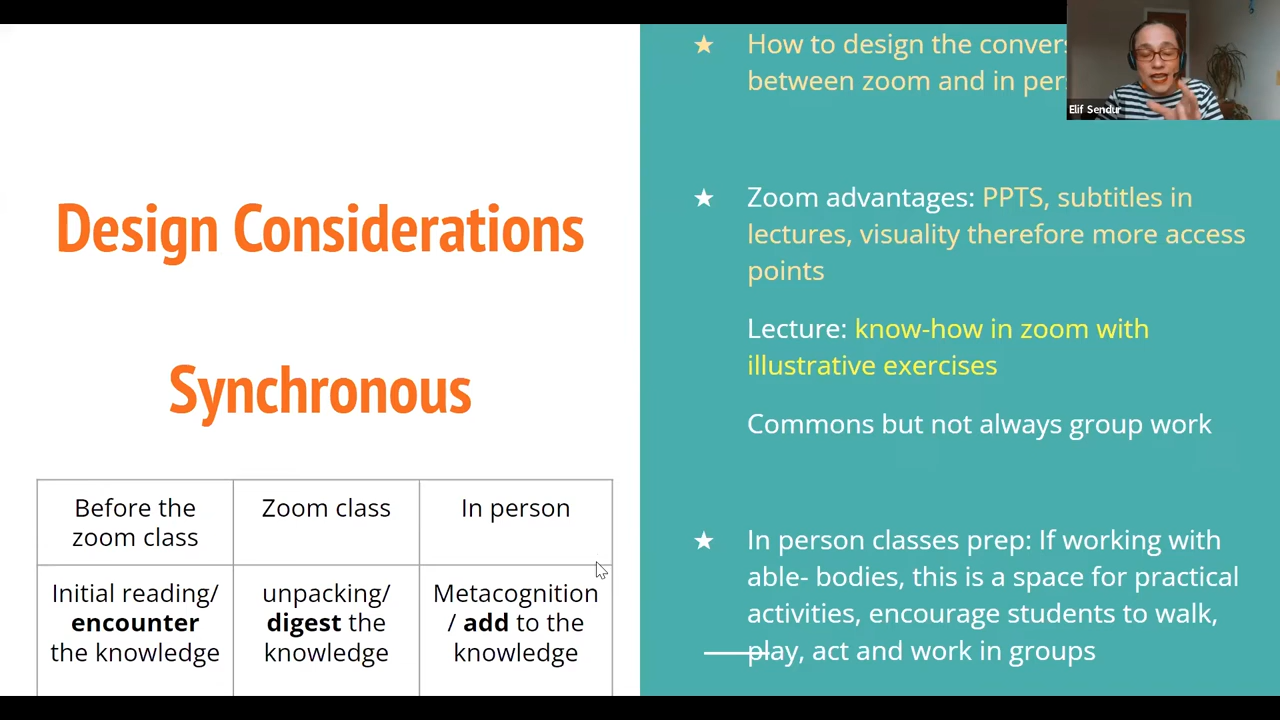 Design Considerations
Synchronous
Before the
zoom class
Zoom class
In person
Initial reading/
encounter
the knowledge
unpacking/
digest the
knowledge
Metacognition
/ add to the
knowledge
How to design the
between zoom and in
Zoom advantages: PPTS, subtitles in
lectures, visuality therefore more access
points
Lecture: know-how in zoom with
illustrative exercises
Commons but not always group work
In person classes prep: If working with
able- bodies, this is a space for practical
activities, encourage students to walk,
play, act and work in groups
Elif Sendur